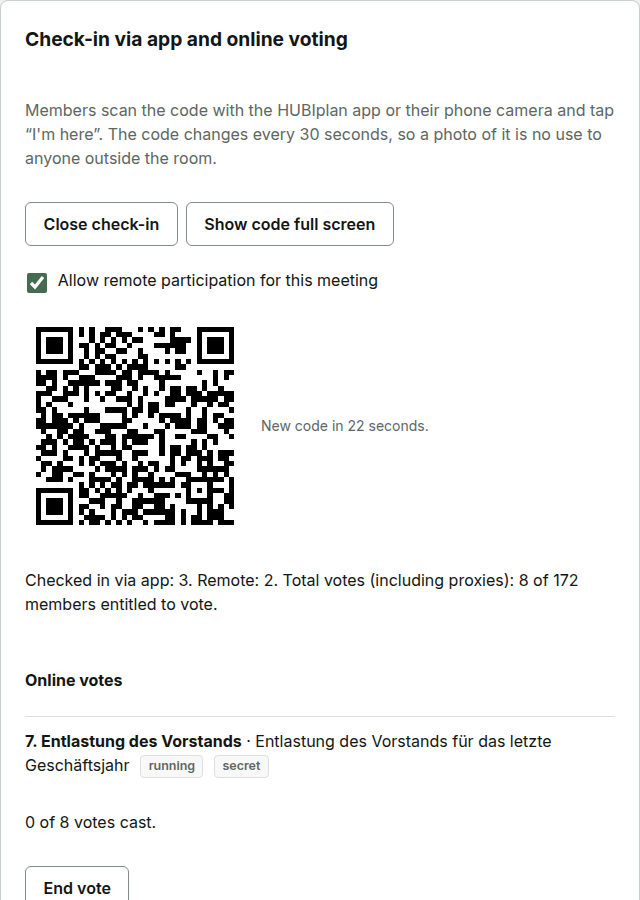 Check-in via app and online voting
Members scan the code with the HUBIplan app or their phone camera and tap
“I'm here”. The code changes every 30 seconds, so a photo of it is no use to
anyone outside the room.
Close check-in
Show code full screen
Allow remote participation for this meeting
New code in 22 seconds.
Checked in via app: 3. Remote: 2. Total votes (including proxies): 8 of 172
members entitled to vote.
Online votes
7. Entlastung des Vorstands · Entlastung des Vorstands für das letzte
Geschäftsjahr running secret
0 of 8 votes cast.
End vote